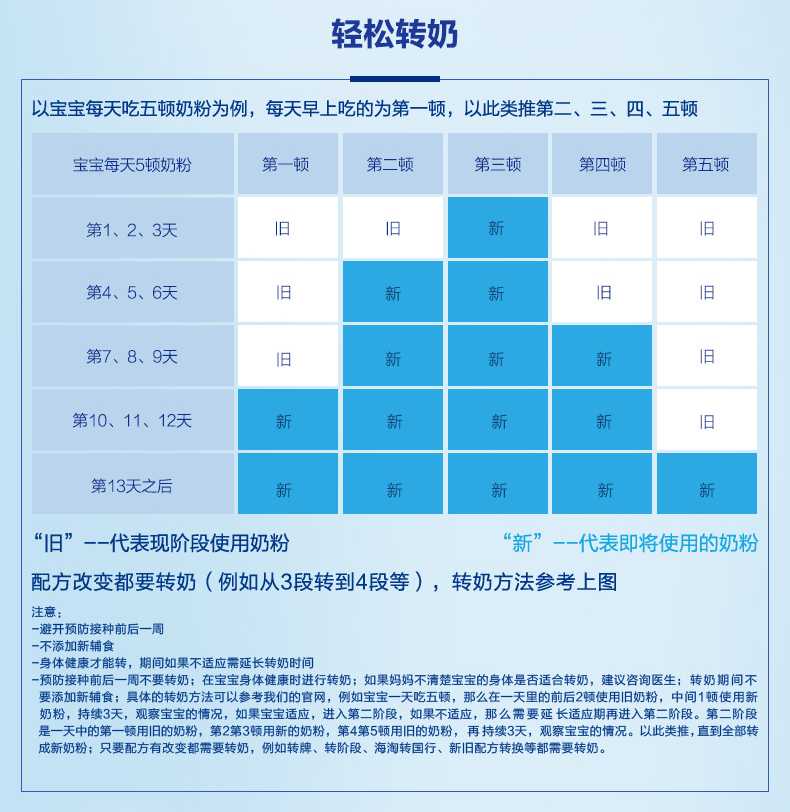 轻松转奶
以宝宝每天吃五顿奶粉为例，每天早上吃的为第一顿，以此类推第二、三、四、五顿
宝宝每天5顿奶粉 第一顿 第二顿 第三顿 第四顿 第五顿
第1、2、3天 旧 旧 新 旧 旧
第4、5、6天 旧 新 新 旧 旧
第7、8、9天 旧 新 新 新 旧
第10、11、12天 新 新 新 新 旧
第13天之后 新 新 新 新 新
“旧”--代表现阶段使用奶粉 “新”--代表即将使用的奶粉
配方改变都要转奶（例如从3段转到4段等），转奶方法参考上图
注意：
-避开预防接种前后一周
-不添加新辅食
-身体健康才能转，期间如果不适应需延长转奶时间
-预防接种前后一周不要转奶；在宝宝身体健康时进行转奶；如果妈妈不清楚宝宝的身体是否适合转奶，建议咨询医生；转奶期间不
要添加新辅食；具体的转奶方法可以参考我们的官网，例如宝宝一天吃五顿，那么在一天里的前后2顿使用旧奶粉，中间1顿使用新
奶粉，持续3天，观察宝宝的情况，如果宝宝适应，进入第二阶段，如果不适应，那么需要延长适应期再进入第二阶段。第二阶段
是一天中的第一顿用旧的奶粉，第2第3顿用新的奶粉，第4第5顿用旧的奶粉，再持续3天，观察宝宝的情况。以此类推，直到全部转
成新奶粉；只要配方有改变都需要转奶，例如转牌、转阶段、海淘转国行、新旧配方转换等都需要转奶。